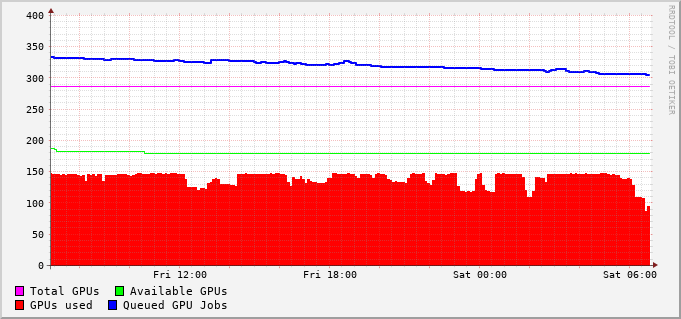 400
350
300
250
200
150
100
50
0
Fri 12:00 Fri 18:00 Sat 00:00 Sat 06:00
Total GPUs Available GPUs
GPUs used Queued GPU Jobs
RRDTOOL / TOBI OETIKER